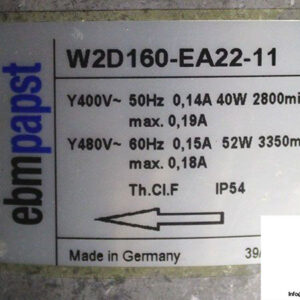 ebmpapst
W2D160-EA22-11
Y400V~ 50Hz 0,14A 40W 2800mi
max. 0,19A
Y480V~ 60Hz 0,15A 52W 3350m
max. 0,18A
Th.Cl.F IP54
Made in Germany 39/